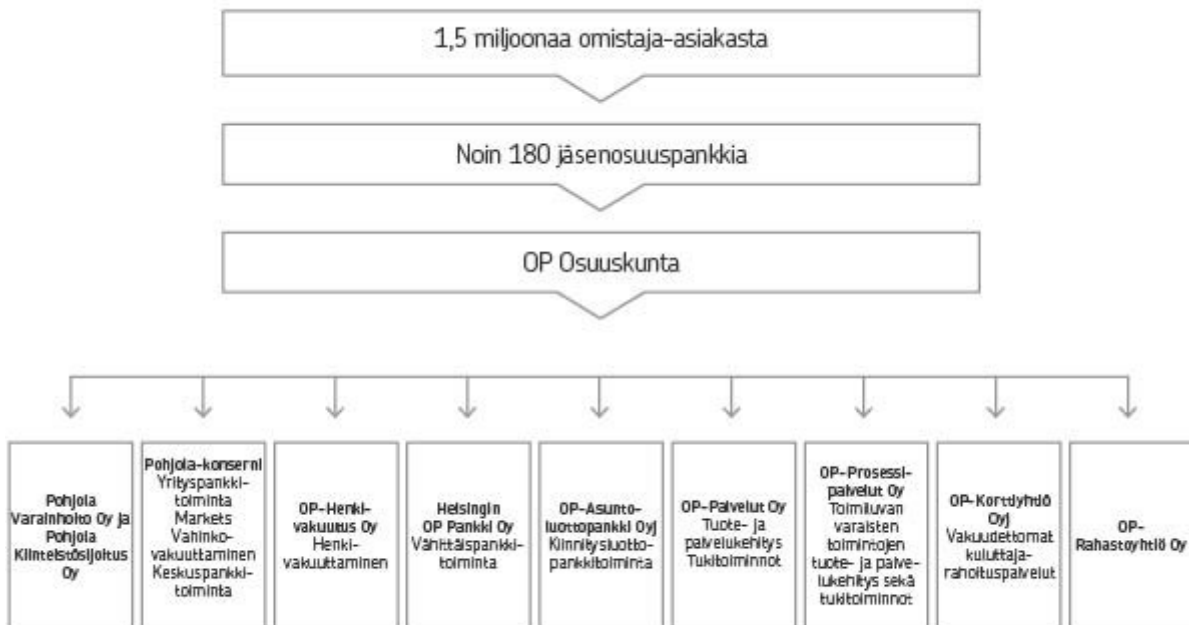 1,5 miljoonaa omistaja-asiakasta
Noin 180 jäsenosuuspankkia
OP Osuuskunta
Pohjola
Varainhoito Oy ja
Pohjola
Kiinteistösijoitus
Oy
Pohjola-konserni
Yrityspankki-
toiminta
Markets
Vahinko-
vakuuttaminen
Keskuspankki-
toiminta
OP-Henki-
vakuutus Oy
Henki-
vakuuttaminen
Helsingin
OP Pankki Oy
Vähittäispankki-
toiminta
OP-Asunto-
luottopankki Oyj
Kiinnitysluotto-
pankkitoiminta
OP-Palvelut Oy
Tuote- ja
palvelukehitys
Tukitoiminnot
OP-Prosessi-
palvelut Oy
Toimiluvan
varaisten
toimintojen
tuote- ja palve-
lukehitys sekä
tukitoiminnot
OP-Korttiyhtiö
Oyj
Vakuudettomat
kuluttaja-
rahoituspalvelut
OP-
Rahastoyhtiö Oy